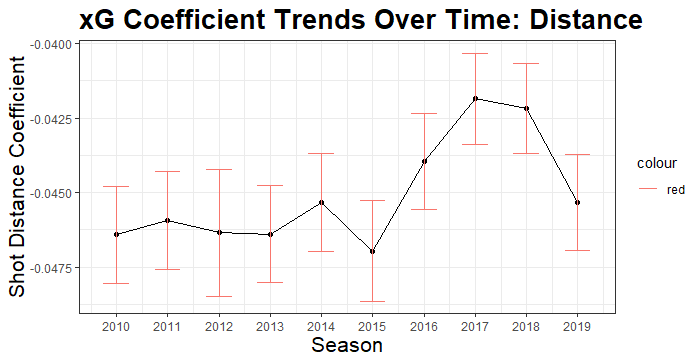 xG Coefficient Trends Over Time: Distance
-0.0400
-0.0425
-0.0450
-0.0475
Shot Distance Coefficient
2010 2011 2012 2013 2014 2015 2016 2017 2018 2019
Season
colour
red